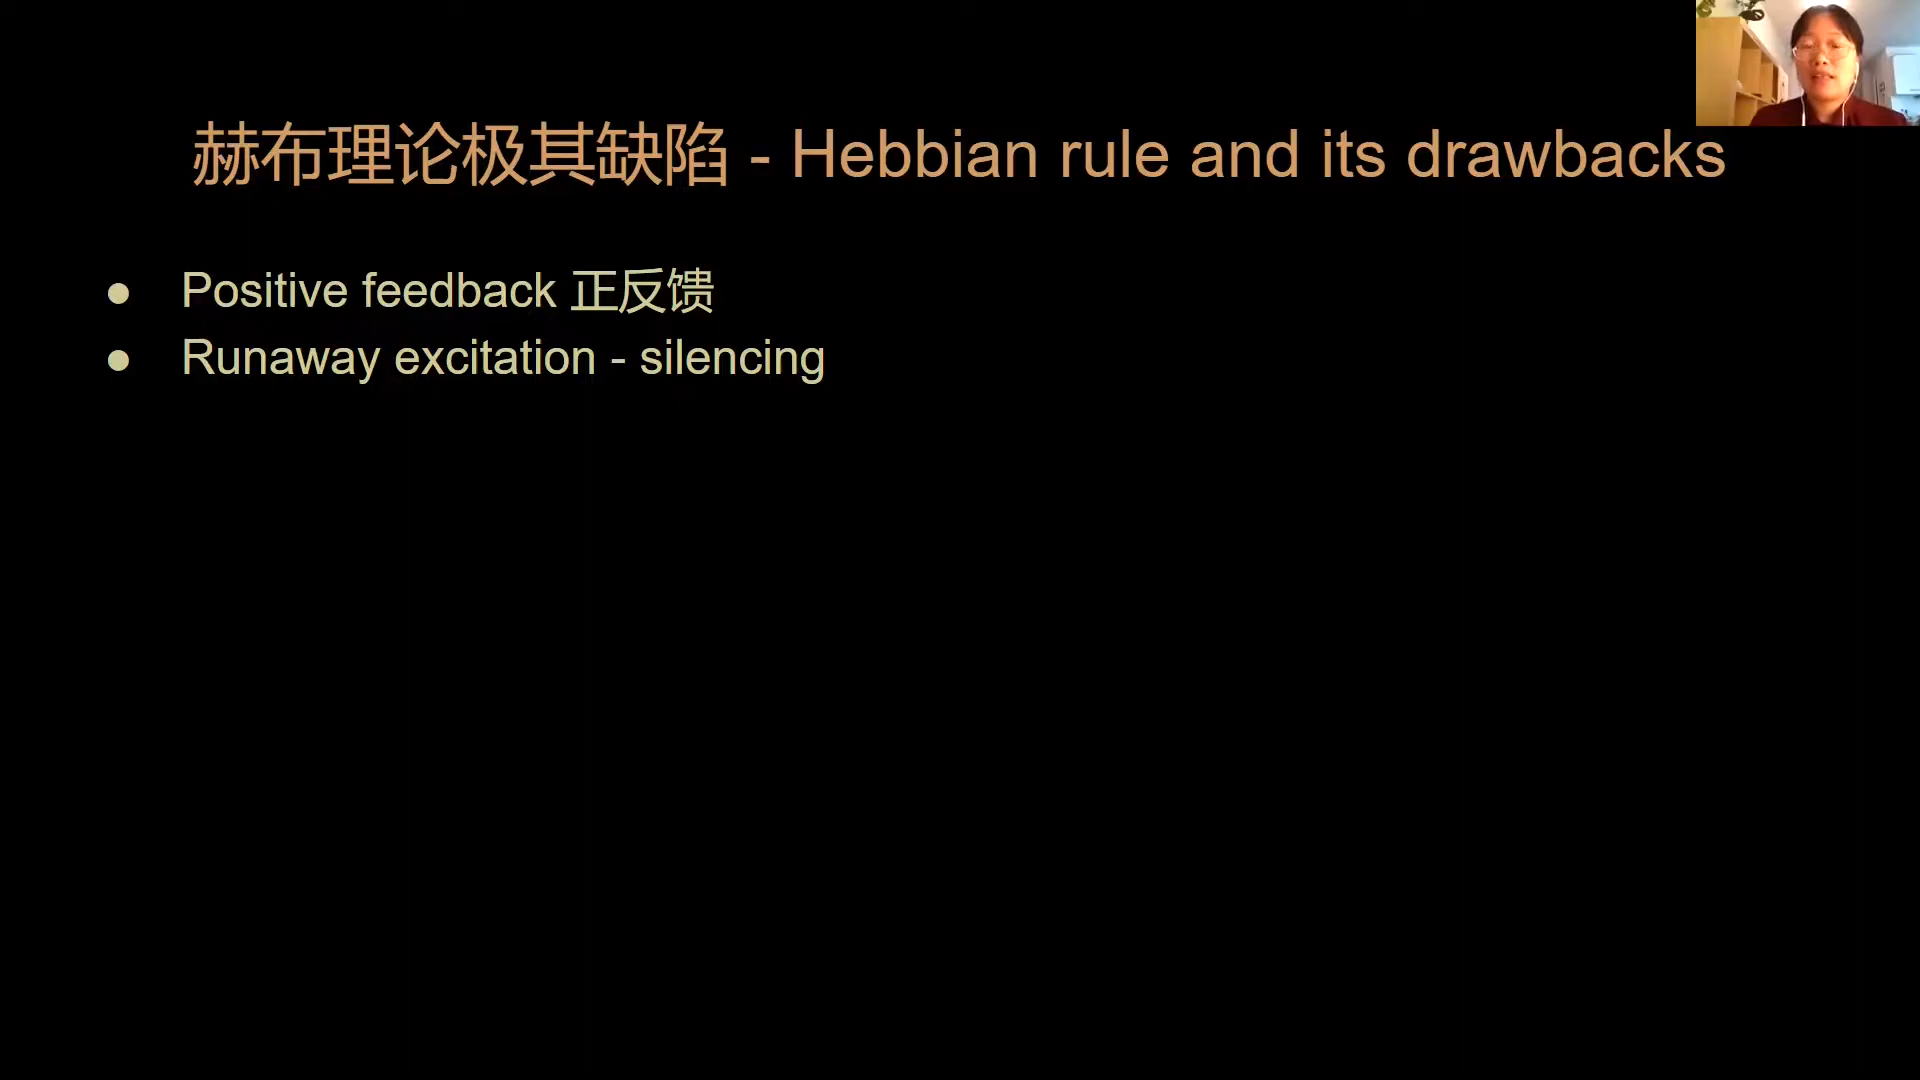 赫布理论极其缺陷 - Hebbian rule and its drawbacks
● Positive feedback 正反馈
● Runaway excitation - silencing